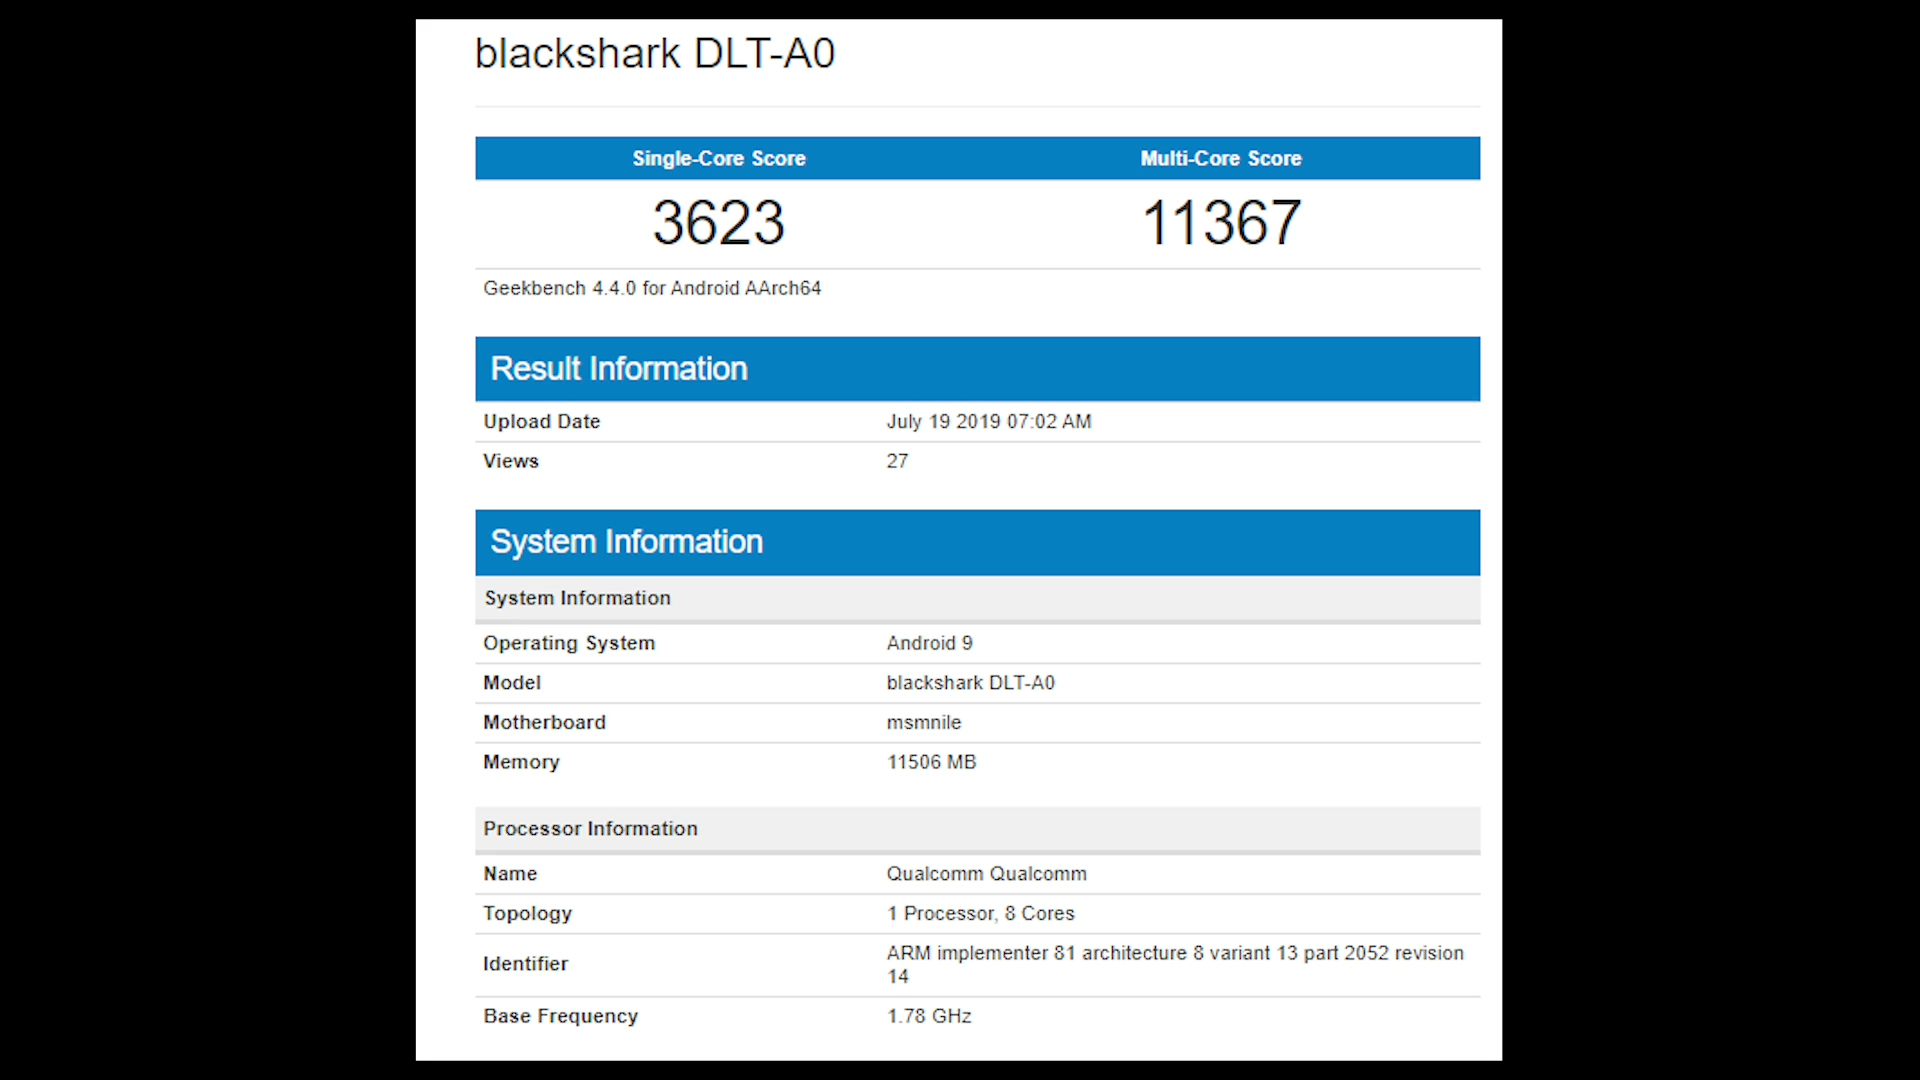 blackshark DLT-A0
Single-Core Score Multi-Core Score
3623 11367
Geekbench 4.4.0 for Android AArch64
Result Information
Upload Date July 19 2019 07:02 AM
Views 27
System Information
System Information
Operating System Android 9
Model blackshark DLT-A0
Motherboard msmnile
Memory 11506 MB
Processor Information
Name Qualcomm Qualcomm
Topology 1 Processor, 8 Cores
Identifier ARM implementer 81 architecture 8 variant 13 part 2052 revision
14
Base Frequency 1.78 GHz